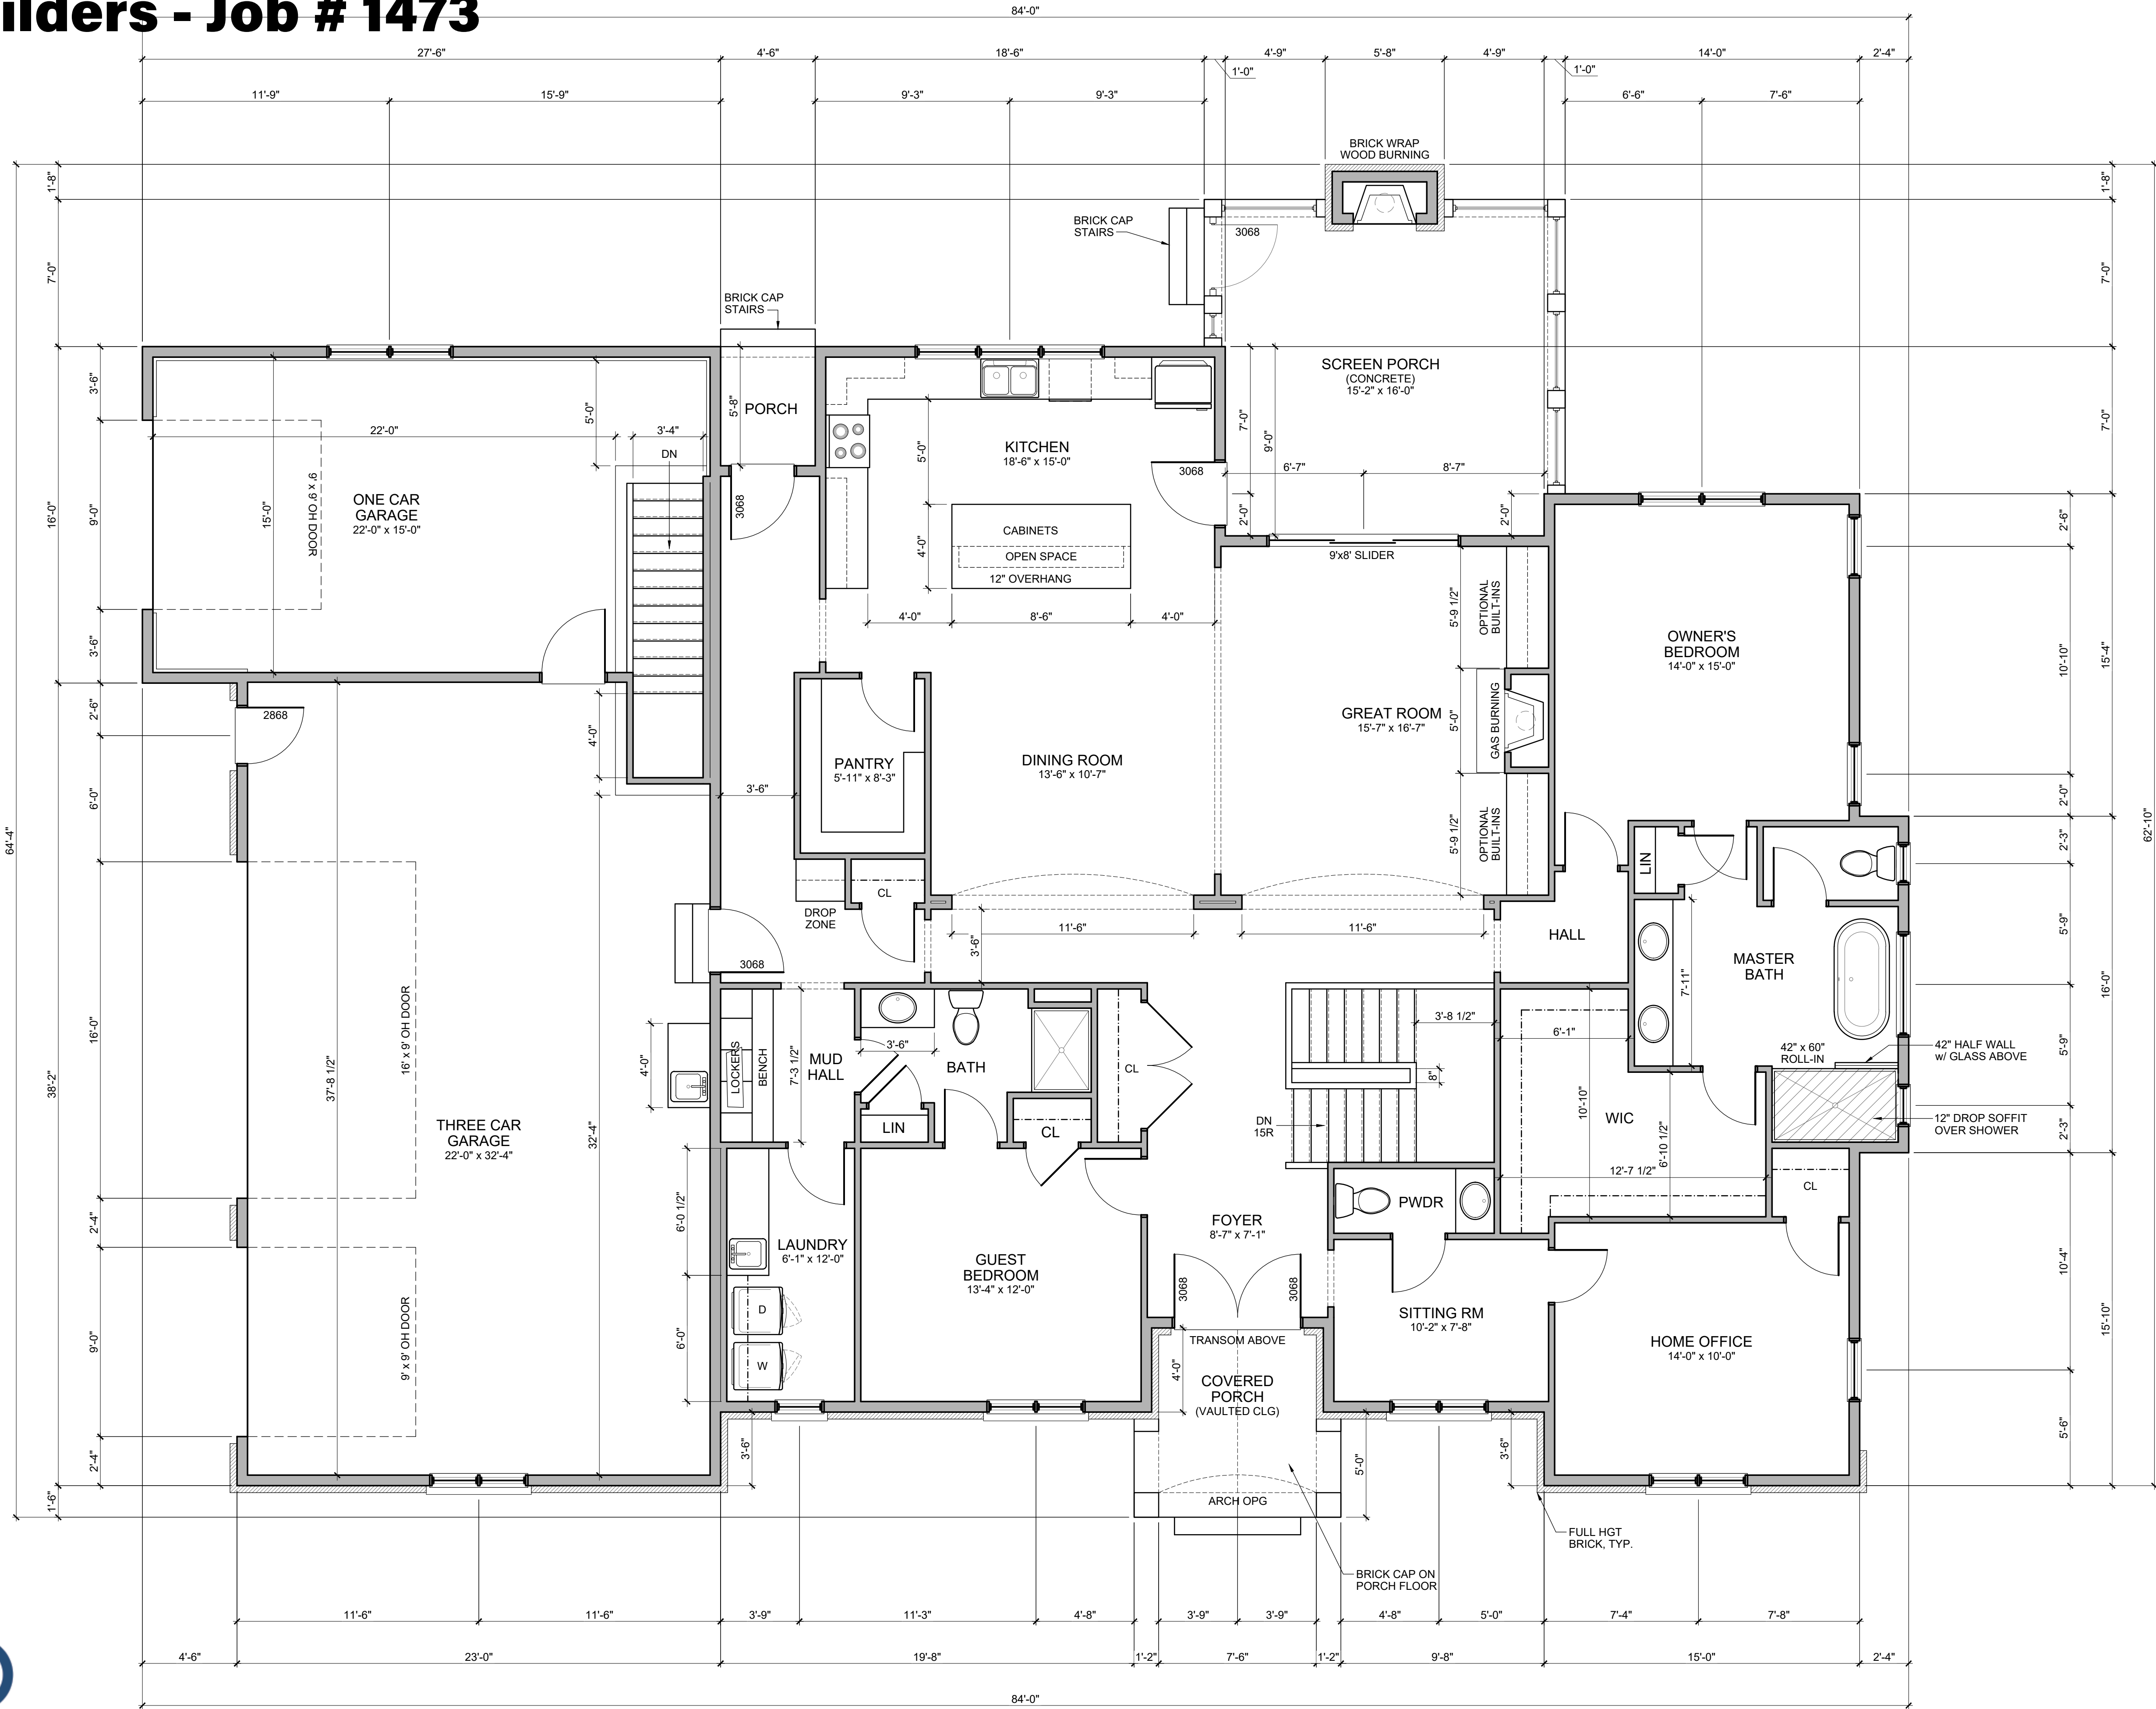 ilders - Job # 1473
84'-0"
27'-6"
4'-6"
18'-6"
4'-9"
5'-8"
4'-9"
14'-0"
2'-4"
1'-0"
1'-0"
11'-9"
15'-9"
9'-3"
9'-3"
6'-6"
7'-6"
BRICK WRAP
WOOD BURNING
1'-8"
1'-8"
BRICK CAP
STAIRS
3068
7'-0"
7'-0"
BRICK CAP
STAIRS
SCREEN PORCH
(CONCRETE)
15'-2" x 16'-0"
3'-6"
5'-0"
5'-8"
PORCH
7'-0"
9'-0"
7'-0"
22'-0"
3'-4"
DN
KITCHEN
18'-6" x 15'-0"
5'-0"
3068
6'-7"
8'-7"
ONE CAR
GARAGE
22'-0" x 15'-0"
9' x 9' OH DOOR
15'-0"
9'-0"
16'-0"
3068
2'-0"
2'-0"
2'-6"
CABINETS
OPEN SPACE
12" OVERHANG
4'-0"
9'x8' SLIDER
4'-0"
8'-6"
4'-0"
5'-9 1/2"
OPTIONAL
BUILT-INS
OWNER'S
BEDROOM
14'-0" x 15'-0"
10'-10"
15'-4"
3'-6"
2'-6"
2868
4'-0"
GREAT ROOM
15'-7" x 16'-7"
5'-0"
GAS BURNING
PANTRY
5'-11" x 8'-3"
DINING ROOM
13'-6" x 10'-7"
3'-6"
6'-0"
2'-0"
64'-4"
62'-10"
5'-9 1/2"
OPTIONAL
BUILT-INS
LIN
2'-3"
CL
DROP
ZONE
11'-6"
11'-6"
3'-6"
HALL
5'-9"
3068
MASTER
BATH
7'-11"
16'-0"
16'-0"
16' x 9' OH DOOR
37'-8 1/2"
38'-2"
4'-0"
LOCKERS
BENCH
7'-3 1/2"
MUD
HALL
3'-6"
BATH
CL
3'-8 1/2"
8"
6'-1"
42" x 60"
ROLL-IN
42" HALF WALL
w/ GLASS ABOVE
5'-9"
THREE CAR
GARAGE
22'-0" x 32'-4"
32'-4"
LIN
CL
DN
15R
10'-10"
WIC
6'-10 1/2"
12'-7 1/2"
12" DROP SOFFIT
OVER SHOWER
2'-3"
CL
PWDR
6'-0 1/2"
FOYER
8'-7" x 7'-1"
2'-4"
LAUNDRY
6'-1" x 12'-0"
GUEST
BEDROOM
13'-4" x 12'-0"
10'-4"
D
3068
3068
SITTING RM
10'-2" x 7'-8"
15'-10"
9' x 9' OH DOOR
9'-0"
6'-0"
W
TRANSOM ABOVE
HOME OFFICE
14'-0" x 10'-0"
4'-0"
COVERED
PORCH
(VAULTED CLG)
5'-6"
2'-4"
3'-6"
5'-0"
3'-6"
1'-6"
ARCH OPG
FULL HGT
BRICK, TYP.
BRICK CAP ON
PORCH FLOOR
11'-6"
11'-6"
3'-9"
11'-3"
4'-8"
3'-9"
3'-9"
4'-8"
5'-0"
7'-4"
7'-8"
4'-6"
23'-0"
19'-8"
1'-2"
7'-6"
1'-2"
9'-8"
15'-0"
2'-4"
84'-0"